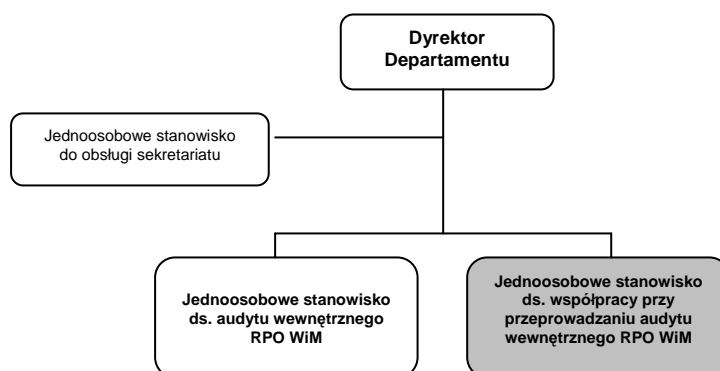 Dyrektor
Departamentu
Jednoosobowe stanowisko
do obsługi sekretariatu
Jednoosobowe stanowisko
ds. audytu wewnętrznego
RPO WiM
Jednoosobowe stanowisko
ds. współpracy przy
przeprowadzaniu audytu
wewnętrznego RPO WiM